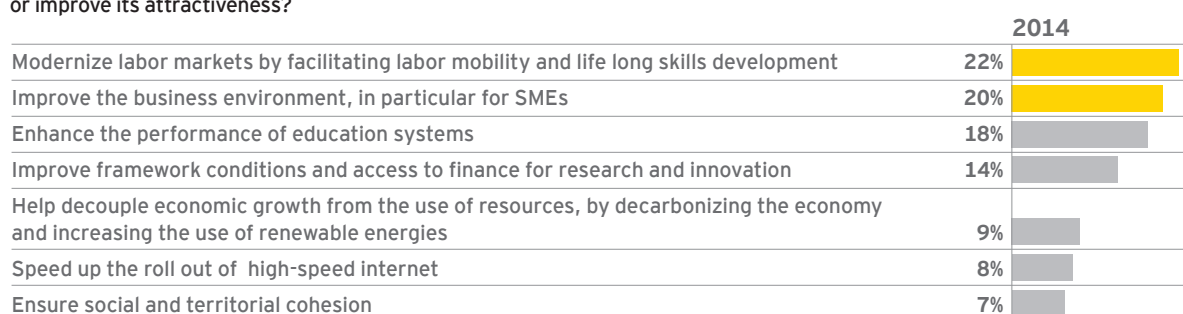 or improve its attractiveness?
2014
Modernize labor markets by facilitating labor mobility and life long skills development 22%
Improve the business environment, in particular for SMEs 20%
Enhance the performance of education systems 18%
Improve framework conditions and access to finance for research and innovation 14%
Help decouple economic growth from the use of resources, by decarbonizing the economy
and increasing the use of renewable energies 9%
Speed up the roll out of high-speed internet 8%
Ensure social and territorial cohesion 7%